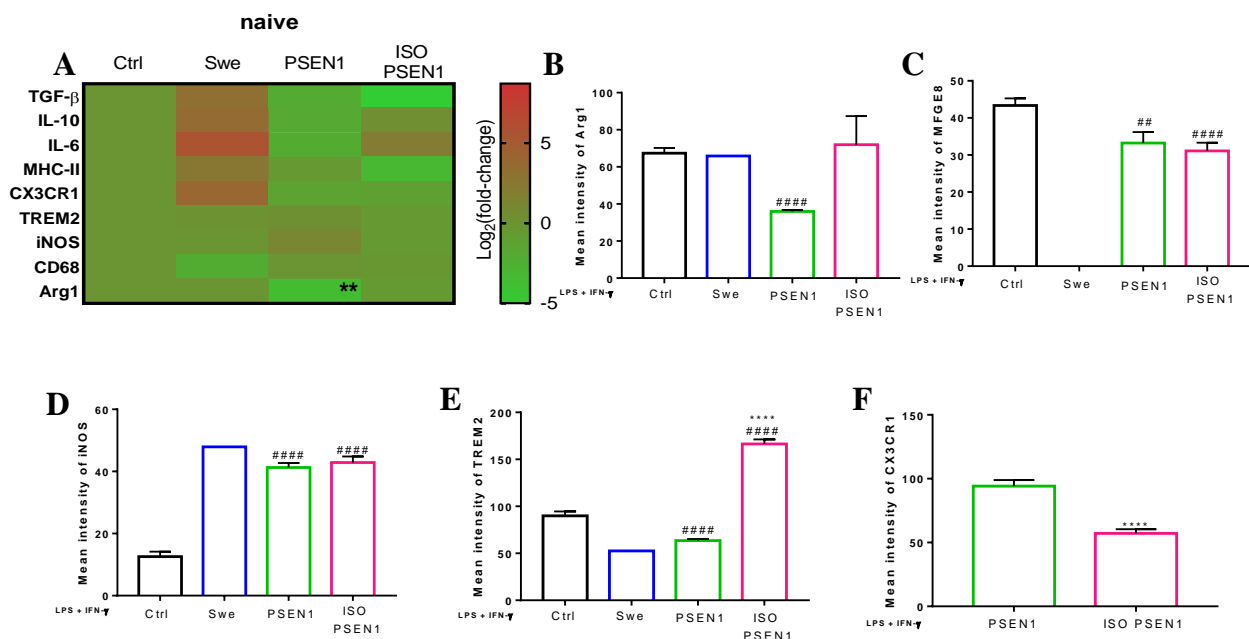 naive
A
Ctrl
Swe
PSEN1
ISO
PSEN1
TGF-β
IL-10
IL-6
MHC-II
CX3CR1
TREM2
iNOS
CD68
Arg1
**
5
0
-5
Log2(fold-change)
B
Mean intensity of Arg1
100
80
60
40
20
0
####
LPS + IFN-γ
Ctrl
Swe
PSEN1
ISO
PSEN1
C
Mean intensity of MFGE8
50
40
30
20
10
0
##
####
LPS + IFN-γ
Ctrl
Swe
PSEN1
ISO
PSEN1
D
Mean intensity of iNOS
60
40
20
0
####
####
LPS + IFN-γ
Ctrl
Swe
PSEN1
ISO
PSEN1
E
Mean intensity of TREM2
200
150
100
50
0
####
****
####
LPS + IFN-γ
Ctrl
Swe
PSEN1
ISO
PSEN1
F
Mean intensity of CX3CR1
150
100
50
0
****
LPS + IFN-γ
PSEN1
ISO PSEN1